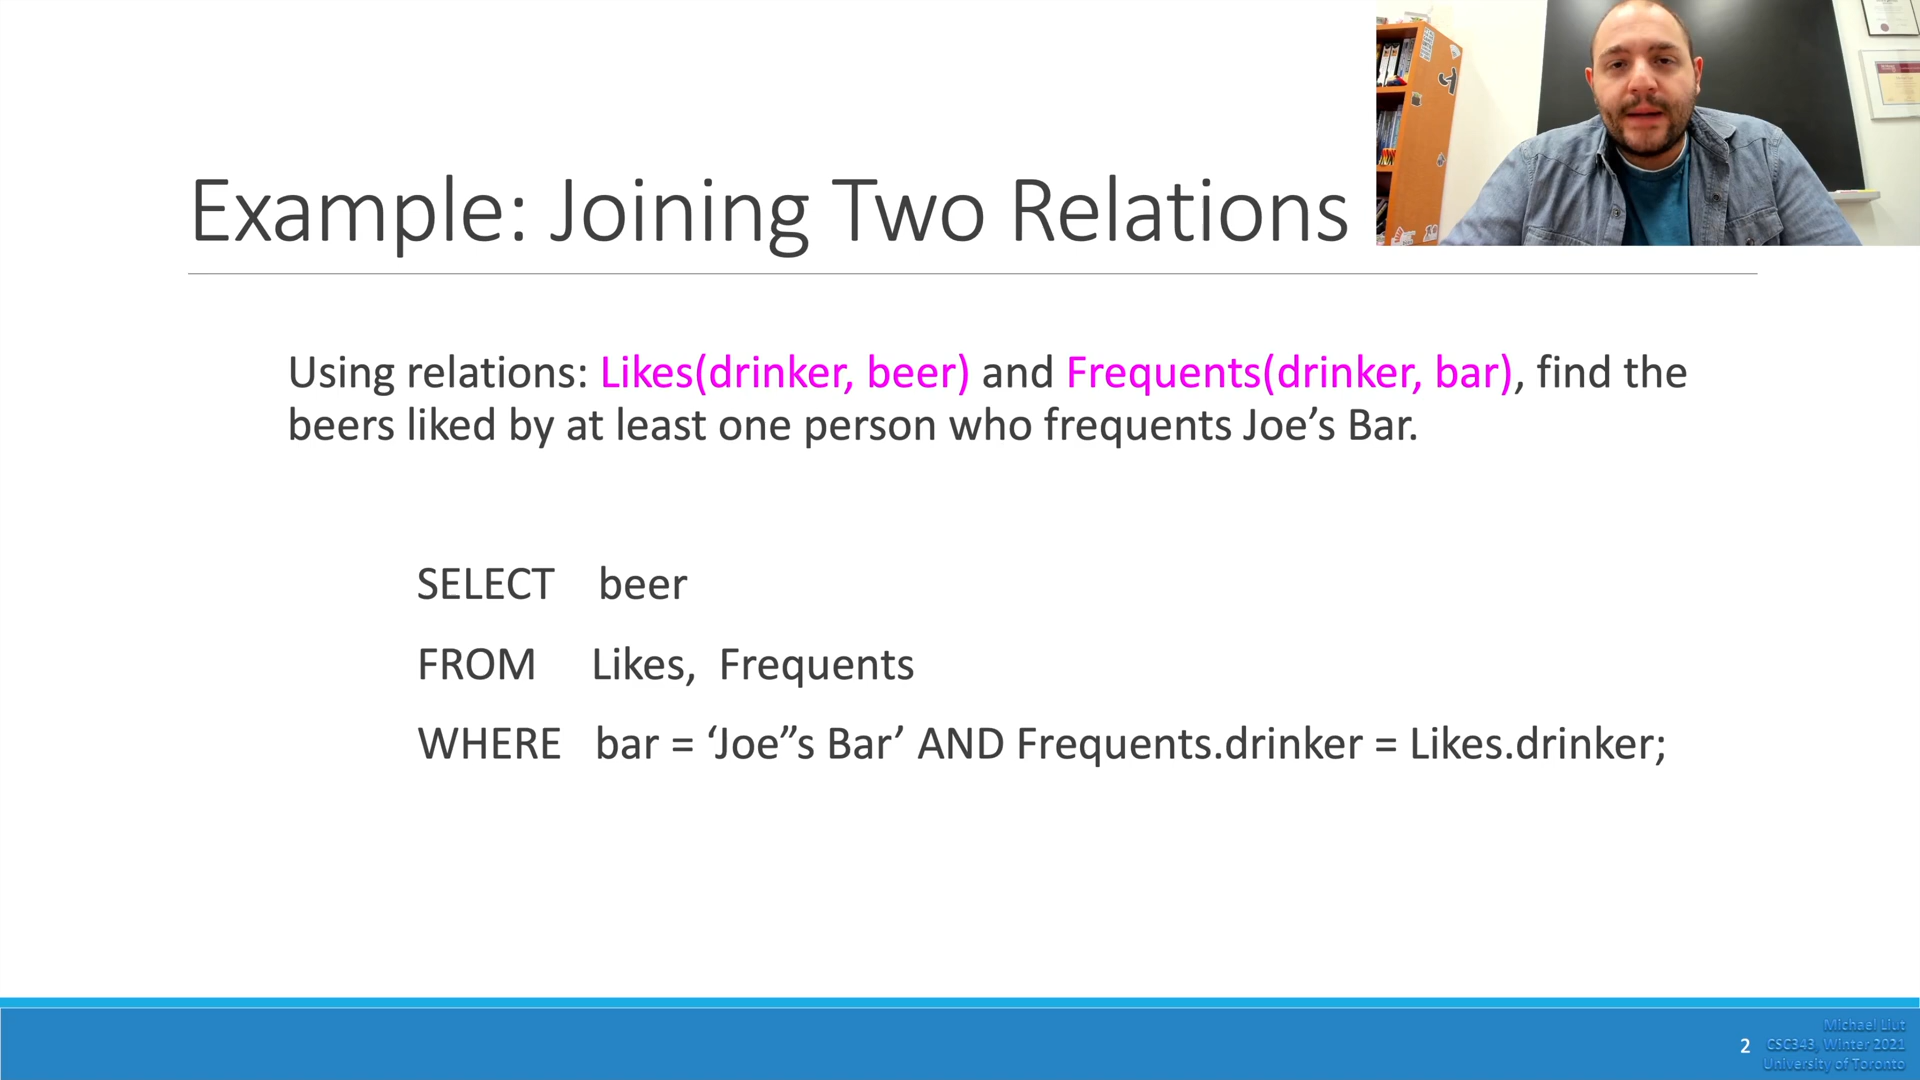 Example: Joining Two Relations
Using relations: Likes(drinker, beer) and Frequents(drinker, bar), find the
beers liked by at least one person who frequents Joe’s Bar.
SELECT beer
FROM Likes, Frequents
WHERE bar = ‘Joe’’s Bar’ AND Frequents.drinker = Likes.drinker;
2
Michael Liut
CSC343, Winter 2021
University of Toronto